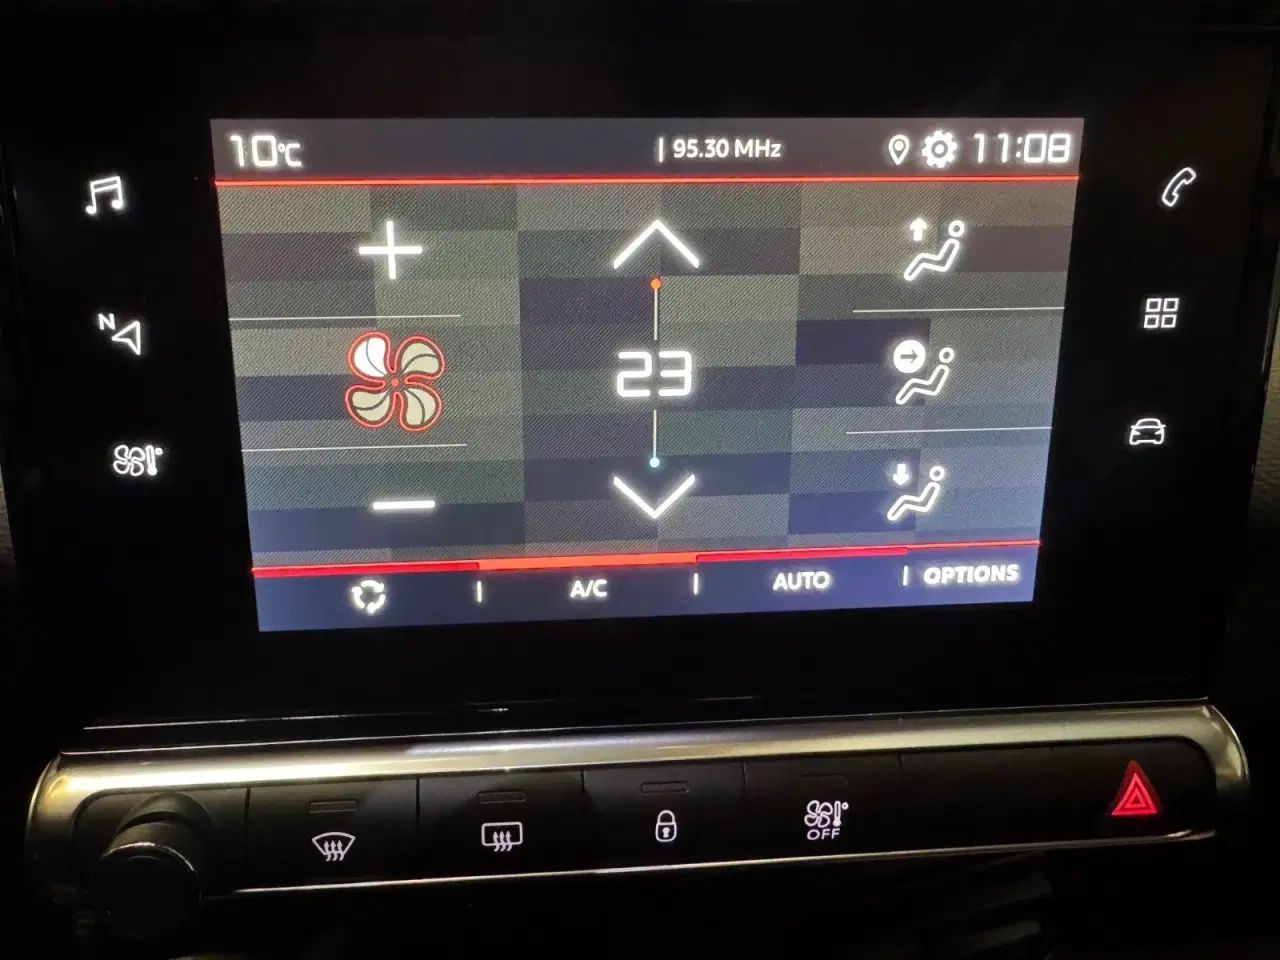 10°C | 95.30 MHz 11:08
N
23
A/C | AUTO | OPTIONS
OFF